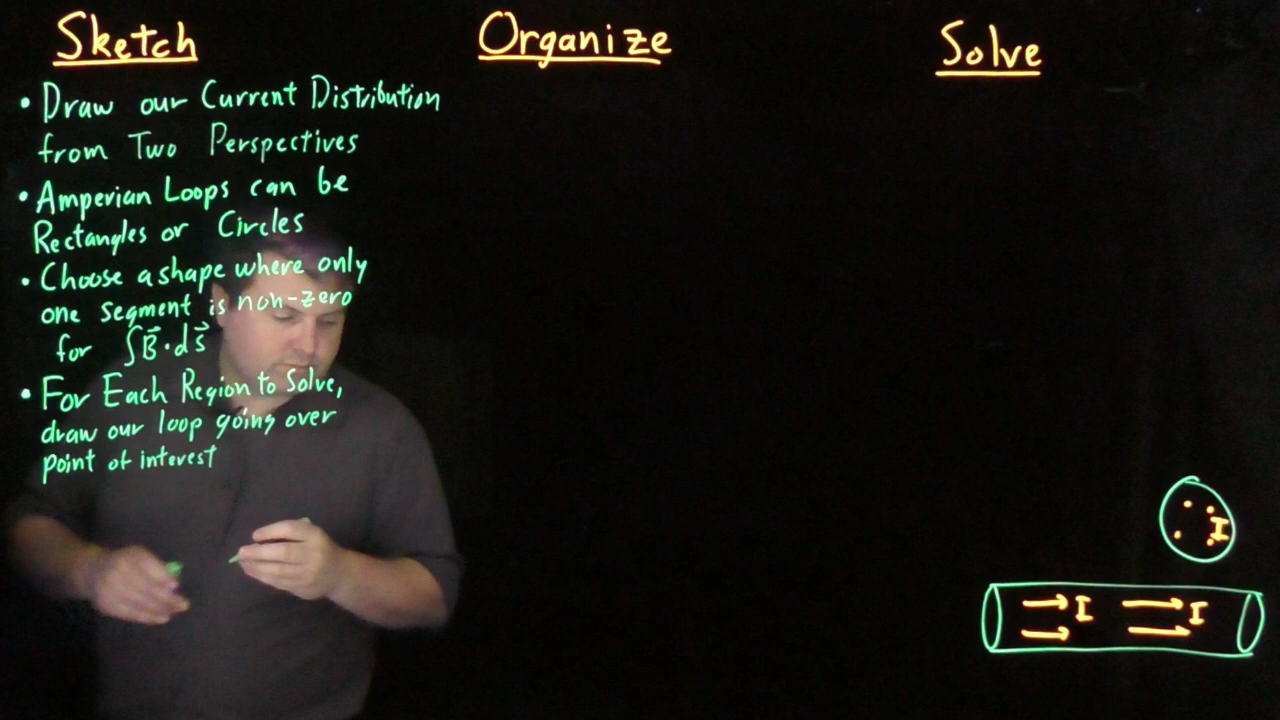 Sketch
• Draw our Current Distribution
from Two Perspectives
• Amperian Loops can be
Rectangles or Circles
• Choose a shape where only
one segment is non-zero
for ∫B⃗·ds⃗
• For Each Region to Solve,
draw our loop going over
point of interest
Organize
Solve
I
I I